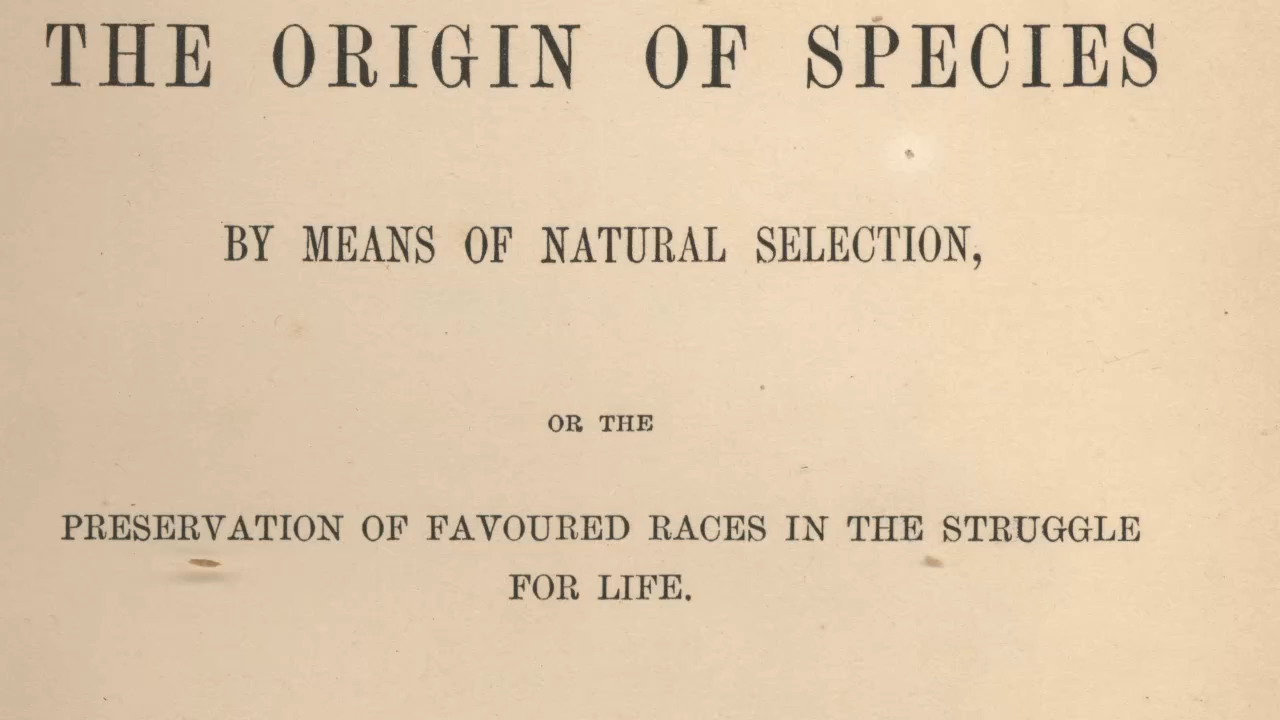 THE ORIGIN OF SPECIES
BY MEANS OF NATURAL SELECTION,
OR THE
PRESERVATION OF FAVOURED RACES IN THE STRUGGLE
FOR LIFE.